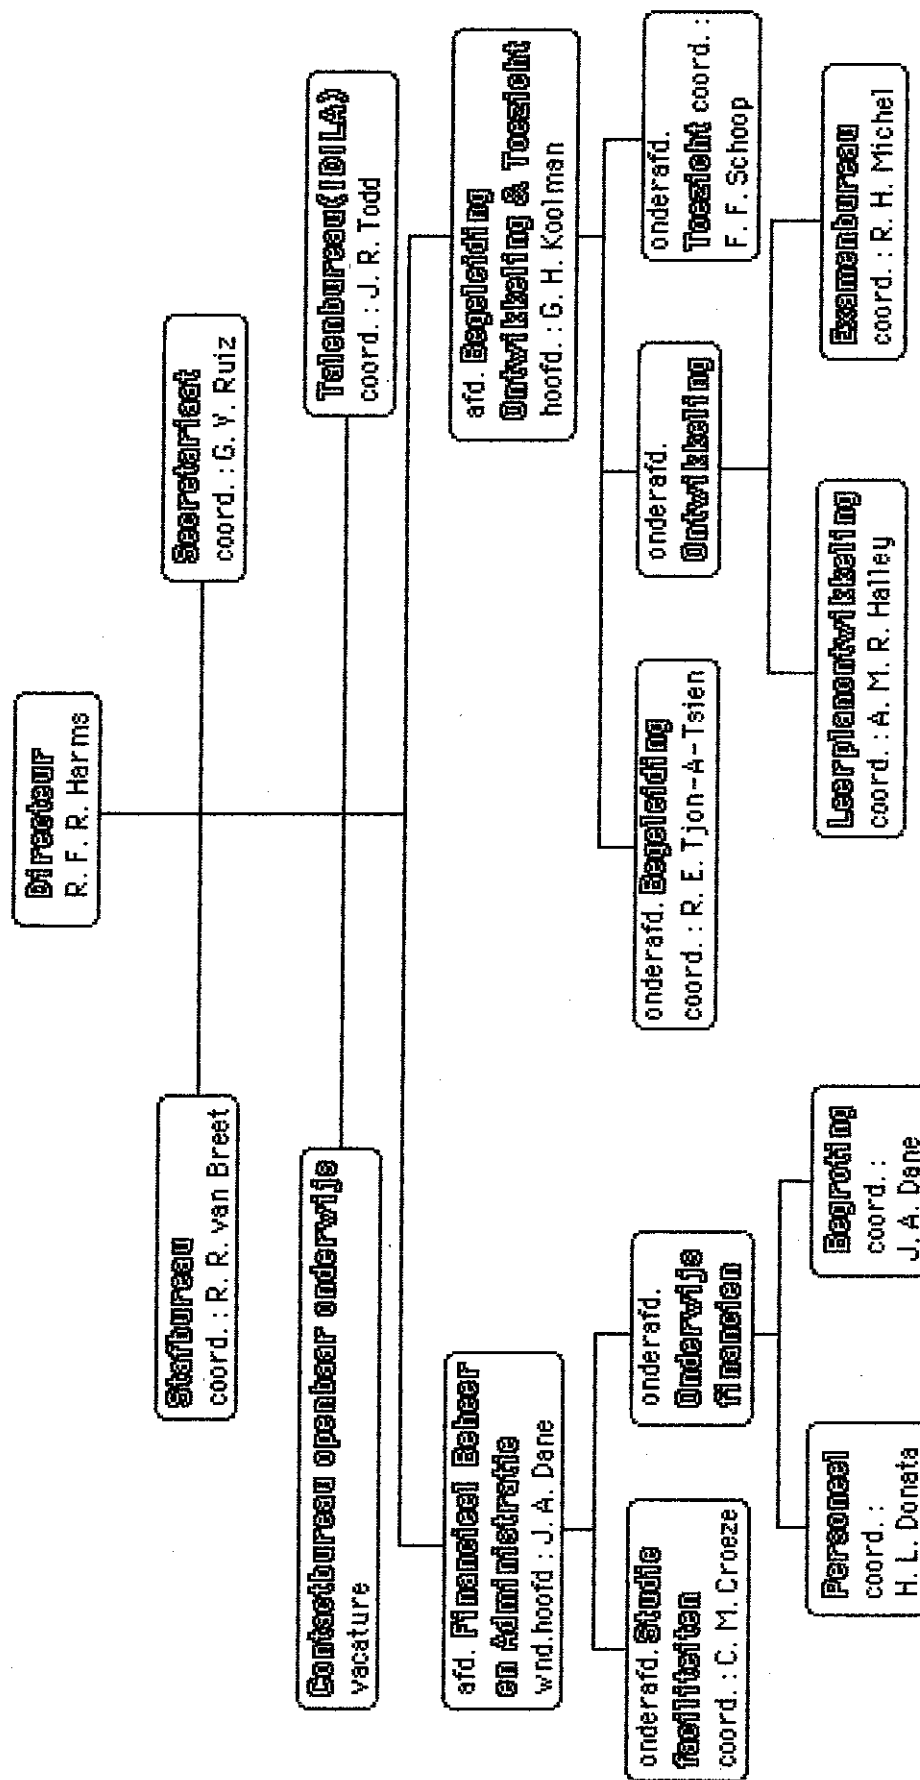 Directeur
R. F. R. Harms
Stafbureau
coord. : R. R. van Breet
Secretariaat
coord. : G. Y. Ruiz
Contactbureau openbaar onderwijs
vacature
Talenbureau(IDILA)
coord. : J. R. Todd
afd. Financieel Beheer
en Administratie
wnd.hoofd : J. A. Dane
afd. Begeleiding
Ontwikkeling & Toezicht
hoofd. : G. H. Koolman
onderafd. Studie
faciliteiten
coord. : C. M. Croeze
onderafd.
Onderwijs
financien
onderafd. Begeleiding
coord. : R. E. Tjon-A-Tsien
onderafd.
Ontwikkeling
onderafd.
Toezicht coord. :
F. F. Schoop
Personeel
coord. :
H. L. Donata
Begroting
coord. :
J. A. Dane
Leerplanontwikkeling
coord. : A. M. R. Halley
Examenbureau
coord. : R. H. Michel